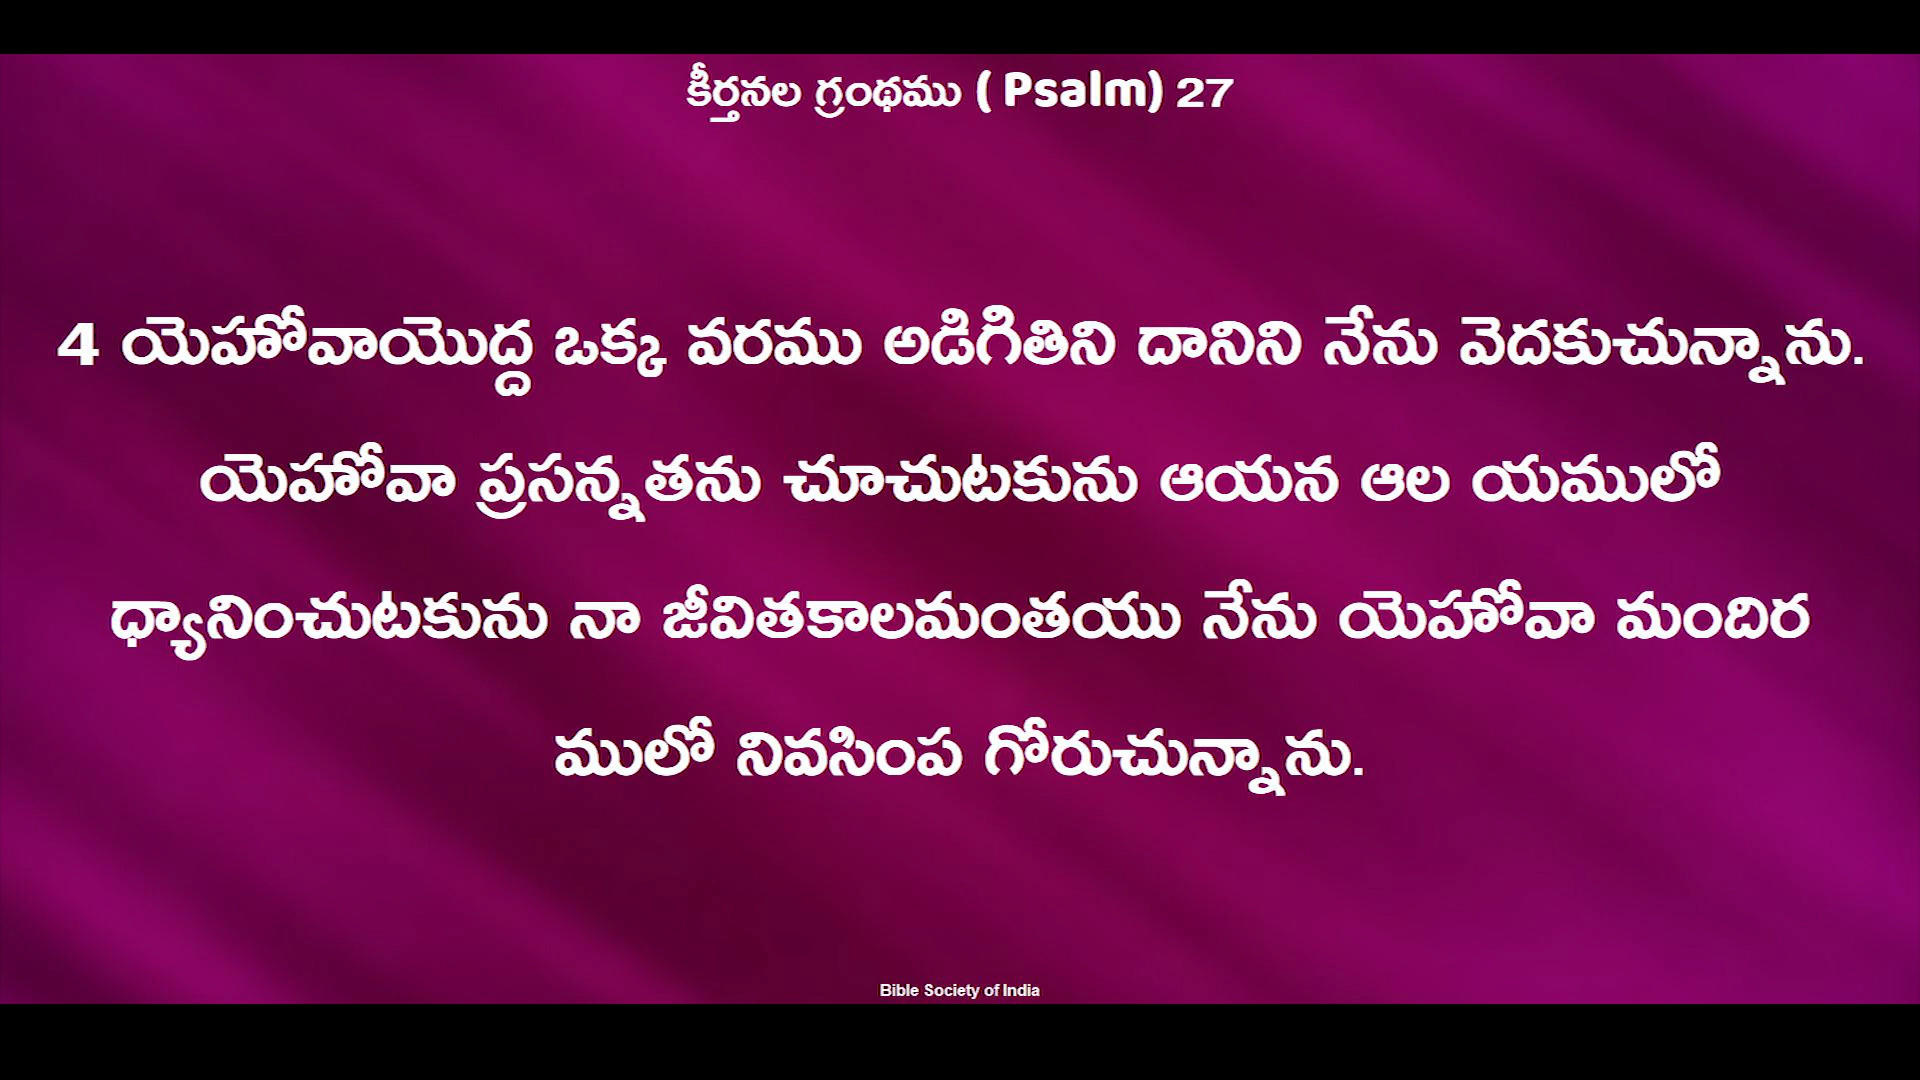 కీర్తనల గ్రంథము ( Psalm) 27
4 యెహోవాయొద్ద ఒక్క వరము అడిగితిని దానిని నేను వెదకుచున్నాను.
యెహోవా ప్రసన్నతను చూచుటకును ఆయన ఆల యములో
ధ్యానించుటకును నా జీవితకాలమంతయు నేను యెహోవా మందిర
ములో నివసింప గోరుచున్నాను.
Bible Society of India